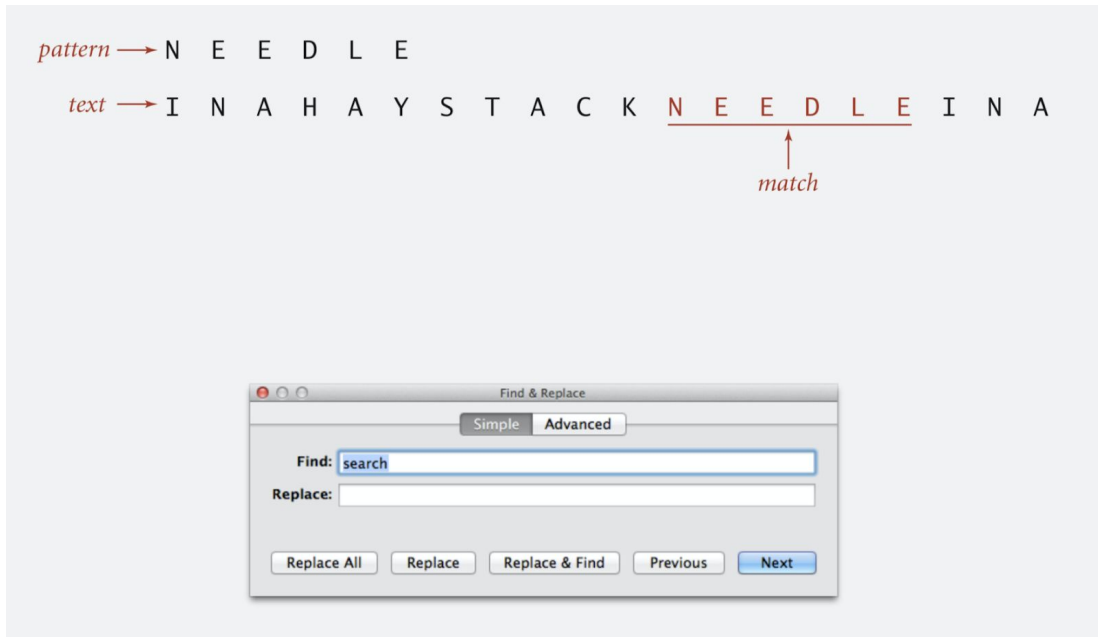 pattern → N E E D L E
text → I N A H A Y S T A C K N E E D L E I N A
match
Find & Replace
Simple Advanced
Find: search
Replace:
Replace All Replace Replace & Find Previous Next